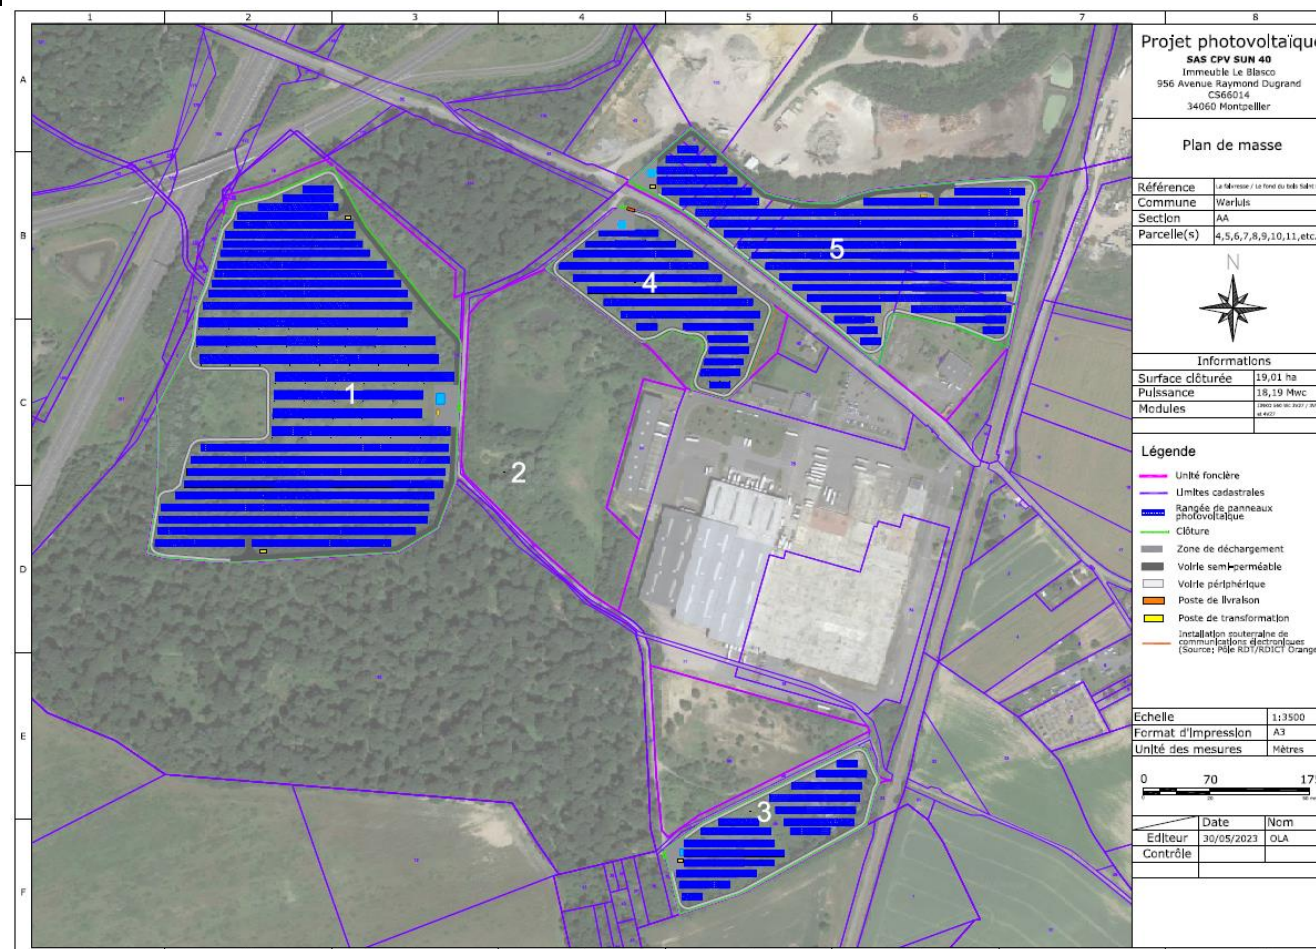 1 2 3 4 5 6 7 8
A
B
C
D
E
F
1
2
3
4
5
Projet photovoltaïque
SAS CPV SUN 40
Immeuble Le Blasco
956 Avenue Raymond Dugrand
CS66014
34060 Montpellier
Plan de masse
Référence
Commune Warluis
Section AA
Parcelle(s) 4,5,6,7,8,9,10,11,etc.
N
Informations
Surface clôturée 19,01 ha
Puissance 18,19 Mwc
Modules
Légende
Unité foncière
Limites cadastrales
Rangée de panneaux
photovoltaïque
Clôture
Zone de déchargement
Voirie semi-perméable
Voirie périphérique
Poste de livraison
Poste de transformation
Installation souterraine de
communications électroniques
(Source: Pôle RDT/RDICT Orange
Echelle 1:3500
Format d'impression A3
Unité des mesures Mètres
0 70
Date Nom
Editeur 30/05/2023 OLA
Contrôle